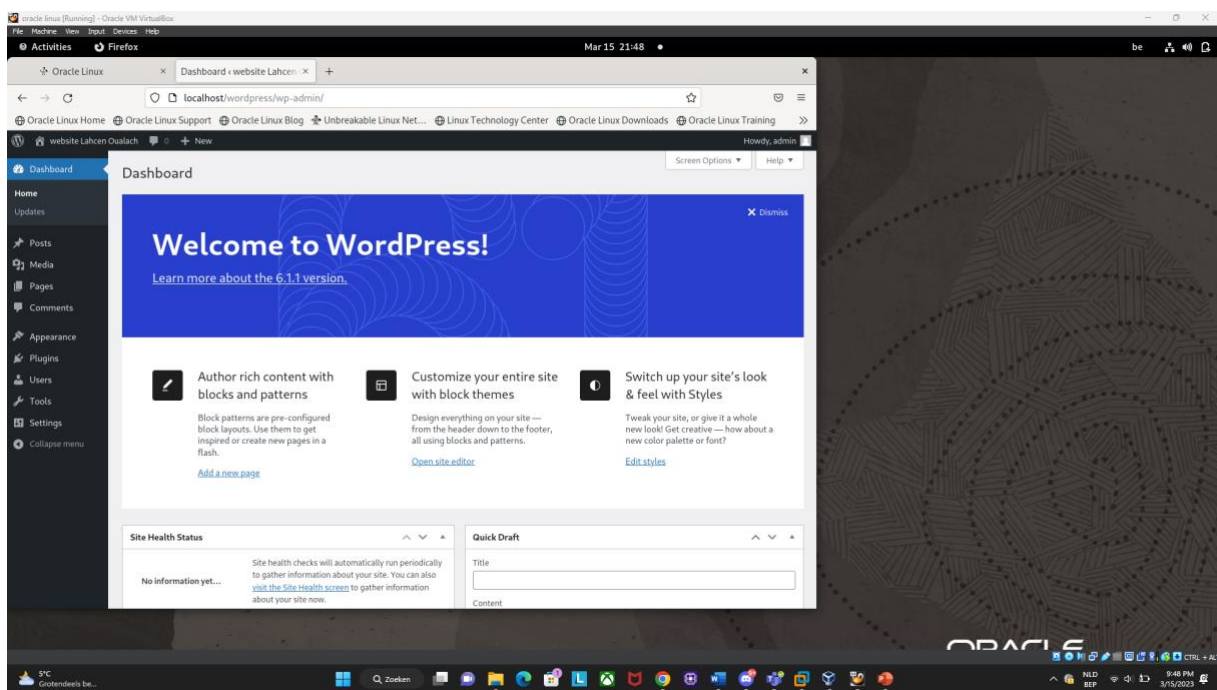 oracle linux [Running] - Oracle VM VirtualBox
File Machine View Input Devices Help
Activities Firefox Mar 15 21:48 be
Oracle Linux × Dashboard ‹ website Lahcen × + ×
localhost/wordpress/wp-admin/
Oracle Linux Home Oracle Linux Support Oracle Linux Blog Unbreakable Linux Net... Linux Technology Center Oracle Linux Downloads Oracle Linux Training »
website Lahcen Oualach 0 + New Howdy, admin
Screen Options ▼ Help ▼
Dashboard
Dashboard
Home
Updates
Posts
Media
Pages
Comments
Appearance
Plugins
Users
Tools
Settings
Collapse menu
Dismiss
Welcome to WordPress!
Learn more about the 6.1.1 version.
Author rich content with
blocks and patterns
Block patterns are pre-configured
block layouts. Use them to get
inspired or create new pages in a
flash.
Add a new page
Customize your entire site
with block themes
Design everything on your site —
from the header down to the footer,
all using blocks and patterns.
Open site editor
Switch up your site's look
& feel with Styles
Tweak your site, or give it a whole
new look! Get creative — how about a
new color palette or font?
Edit styles
Site Health Status
No information yet...
Site health checks will automatically run periodically
to gather information about your site. You can also
visit the Site Health screen to gather information
about your site now.
Quick Draft
Title
Content
ORACLE
CTRL + AL
5°C
Grotendeels be...
Zoeken
NLD
BEP
9:48 PM
3/15/2023